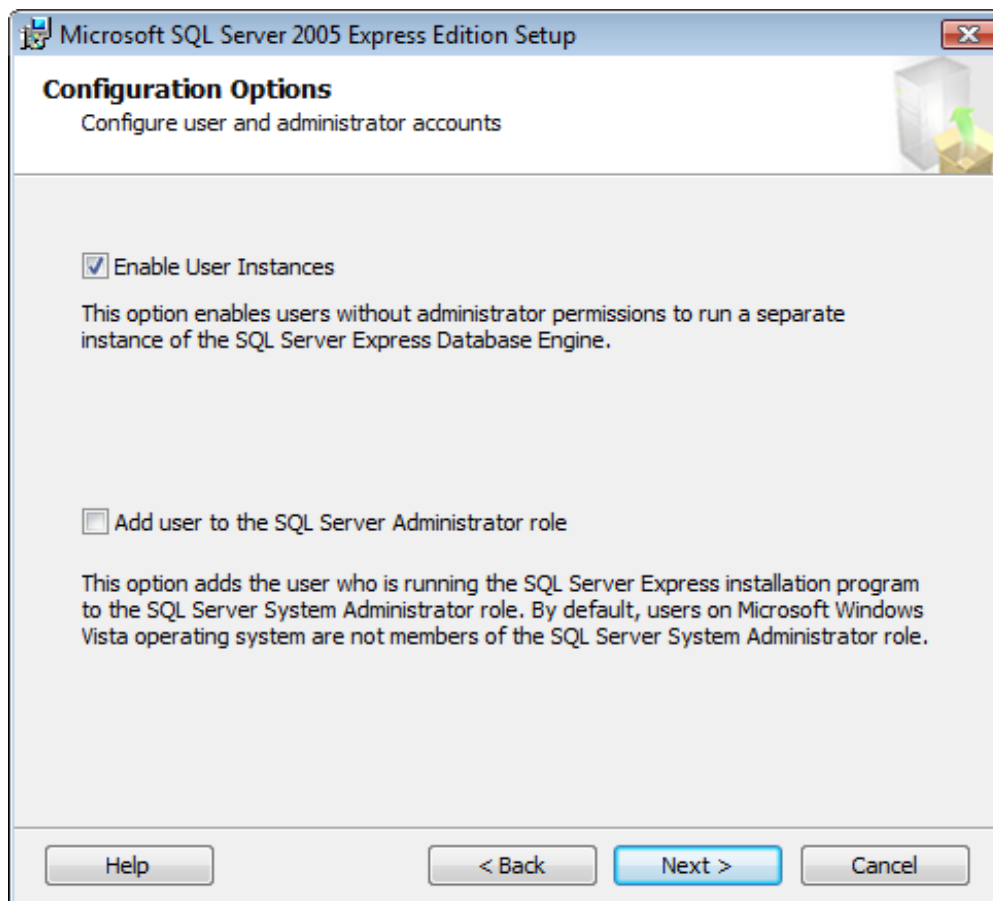 Microsoft SQL Server 2005 Express Edition Setup
Configuration Options
Configure user and administrator accounts
Enable User Instances
This option enables users without administrator permissions to run a separate
instance of the SQL Server Express Database Engine.
Add user to the SQL Server Administrator role
This option adds the user who is running the SQL Server Express installation program
to the SQL Server System Administrator role. By default, users on Microsoft Windows
Vista operating system are not members of the SQL Server System Administrator role.
Help
< Back
Next >
Cancel